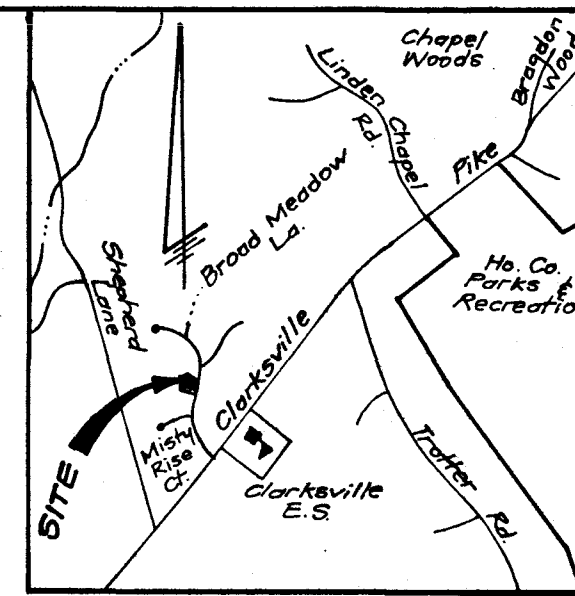 Chapel
Woods
Bragdon
Wood
Linden Chapel
Rd.
Pike
Broad Meadow
La.
Ho. Co.
Parks &
Recreatio
Shepherd
Lane
Clarksville
Misty
Rise
Ct.
SITE
Clarksville
E.S.
Trotter Rd.